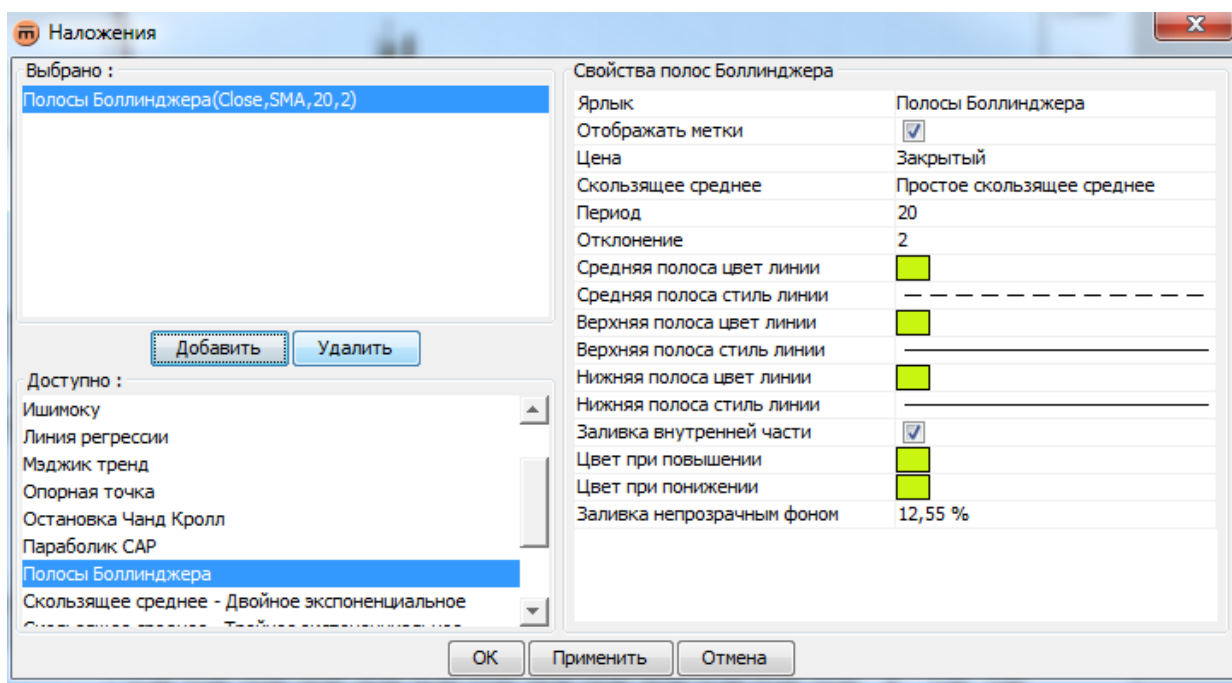 Наложения
Выбрано :
Полосы Боллинджера(Close,SMA,20,2)
Добавить
Удалить
Доступно :
Ишимоку
Линия регрессии
Мэджик тренд
Опорная точка
Остановка Чанд Кролл
Параболик САР
Полосы Боллинджера
Скользящее среднее - Двойное экспоненциальное
Свойства полос Боллинджера
Ярлык Полосы Боллинджера
Отображать метки
Цена Закрытый
Скользящее среднее Простое скользящее среднее
Период 20
Отклонение 2
Средняя полоса цвет линии
Средняя полоса стиль линии
Верхняя полоса цвет линии
Верхняя полоса стиль линии
Нижняя полоса цвет линии
Нижняя полоса стиль линии
Заливка внутренней части
Цвет при повышении
Цвет при понижении
Заливка непрозрачным фоном 12,55 %
ОК
Применить
Отмена